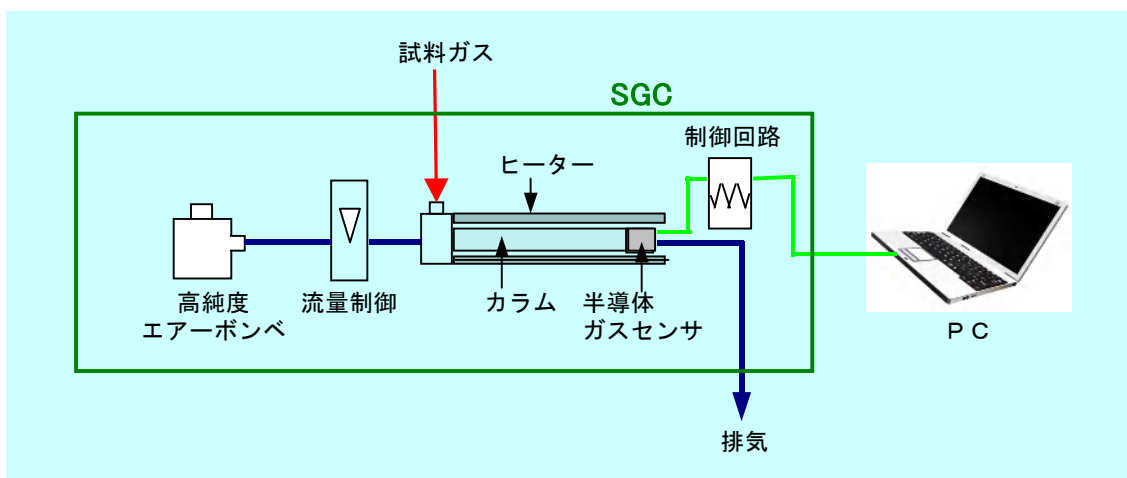 試料ガス
SGC
制御回路
ヒーター
高純度
エアーボンベ
流量制御
カラム
半導体
ガスセンサ
ＰＣ
排気